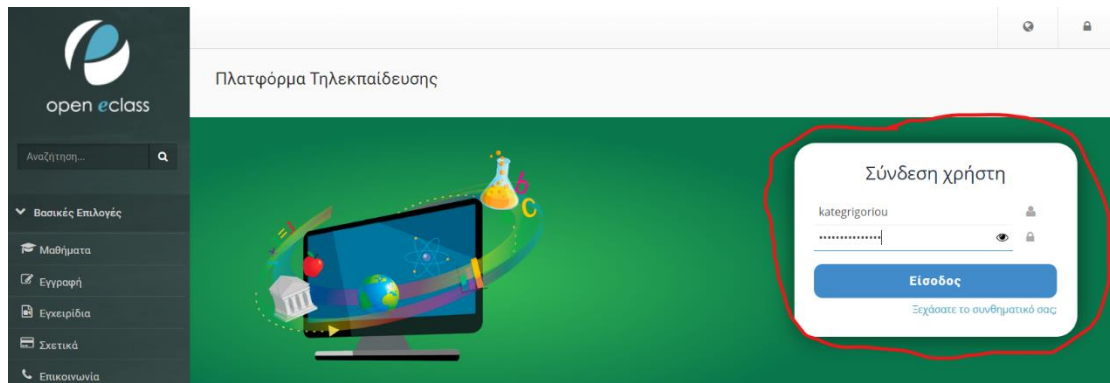 open eclass
Πλατφόρμα Τηλεκπαίδευσης
Αναζήτηση...
Βασικές Επιλογές
Μαθήματα
Εγγραφή
Εγχειρίδια
Σχετικά
Επικοινωνία
Σύνδεση χρήστη
kategrigoriou
•••••••••••••••
Είσοδος
Ξεχάσατε το συνθηματικό σας;